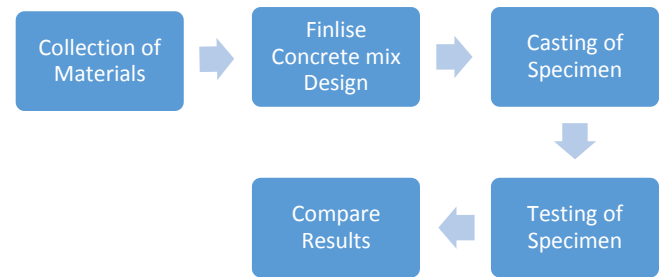 Collection of
Materials
Finlise
Concrete mix
Design
Casting of
Specimen
Testing of
Specimen
Compare
Results